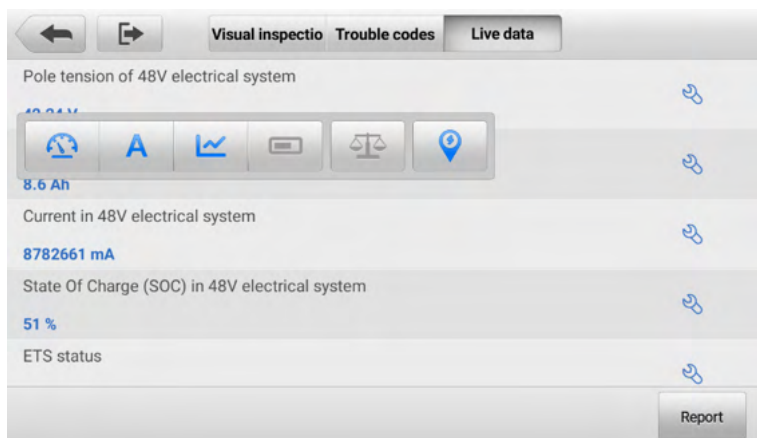 Visual inspectio
Trouble codes
Live data
Pole tension of 48V electrical system
8.6 Ah
Current in 48V electrical system
8782661 mA
State Of Charge (SOC) in 48V electrical system
51 %
ETS status
A
Report